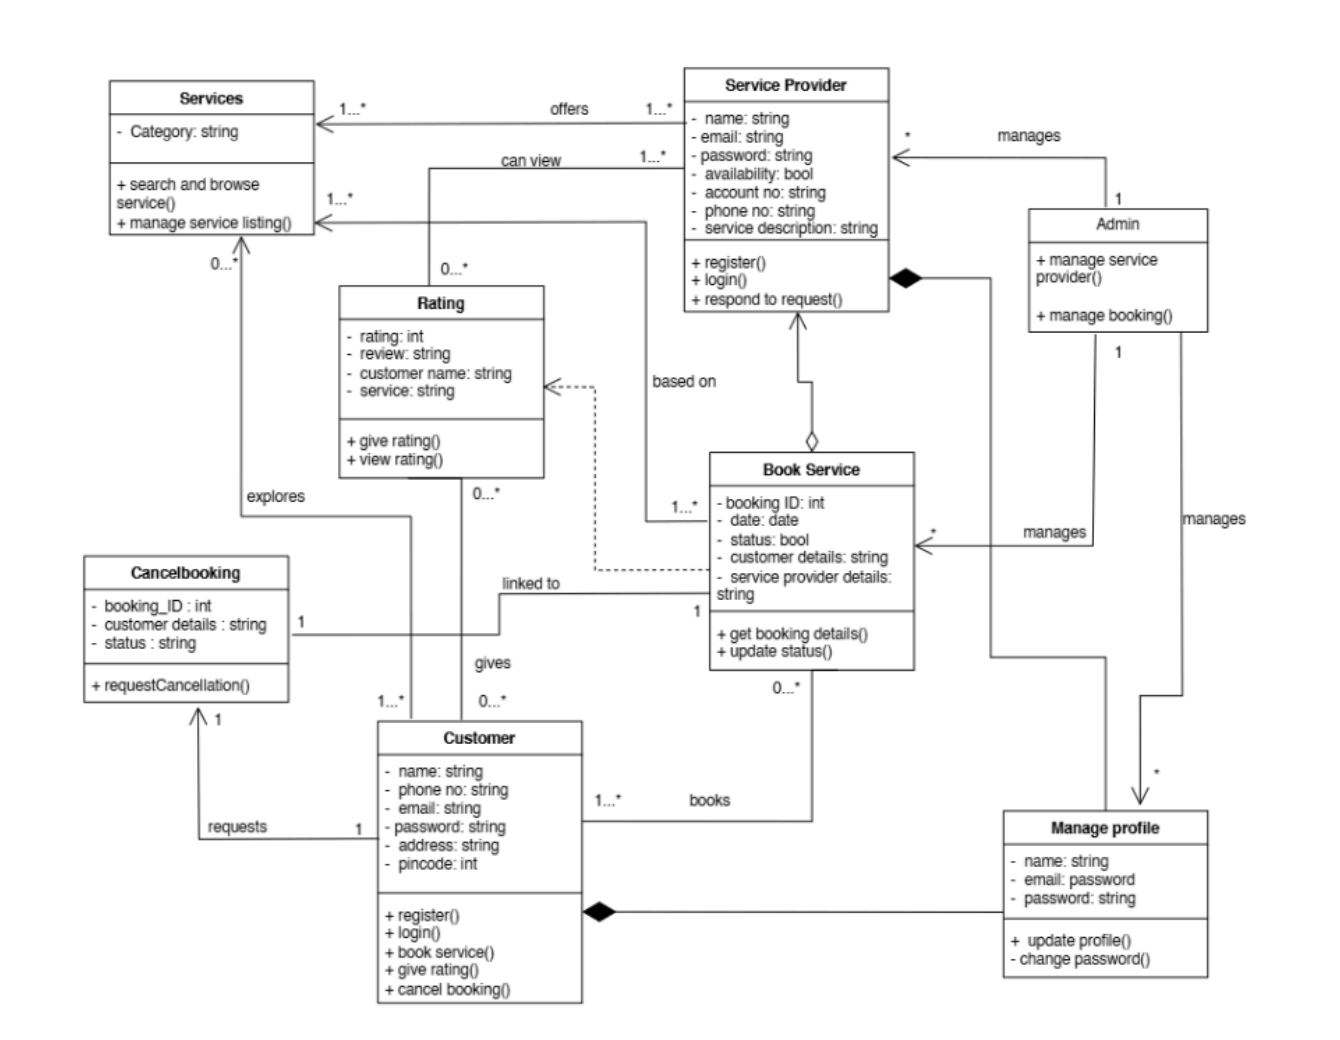 Services
- Category: string
+ search and browse
service()
+ manage service listing()
1...*
offers
1...*
Service Provider
- name: string
- email: string
- password: string
- availability: bool
- account no: string
- phone no: string
- service description: string
+ register()
+ login()
+ respond to request()
*
manages
1
Admin
+ manage service
provider()
+ manage booking()
1
can view
1...*
1...*
0...*
0...*
Rating
- rating: int
- review: string
- customer name: string
- service: string
+ give rating()
+ view rating()
0...*
based on
1...*
Book Service
- booking ID: int
- date: date
- status: bool
- customer details: string
- service provider details:
string
+ get booking details()
+ update status()
*
manages
manages
explores
Cancelbooking
- booking_ID : int
- customer details : string
- status : string
+ requestCancellation()
1
linked to
1
gives
1...*
0...*
0...*
1
requests
1
Customer
- name: string
- phone no: string
- email: string
- password: string
- address: string
- pincode: int
+ register()
+ login()
+ book service()
+ give rating()
+ cancel booking()
1...*
books
*
Manage profile
- name: string
- email: password
- password: string
+ update profile()
- change password()